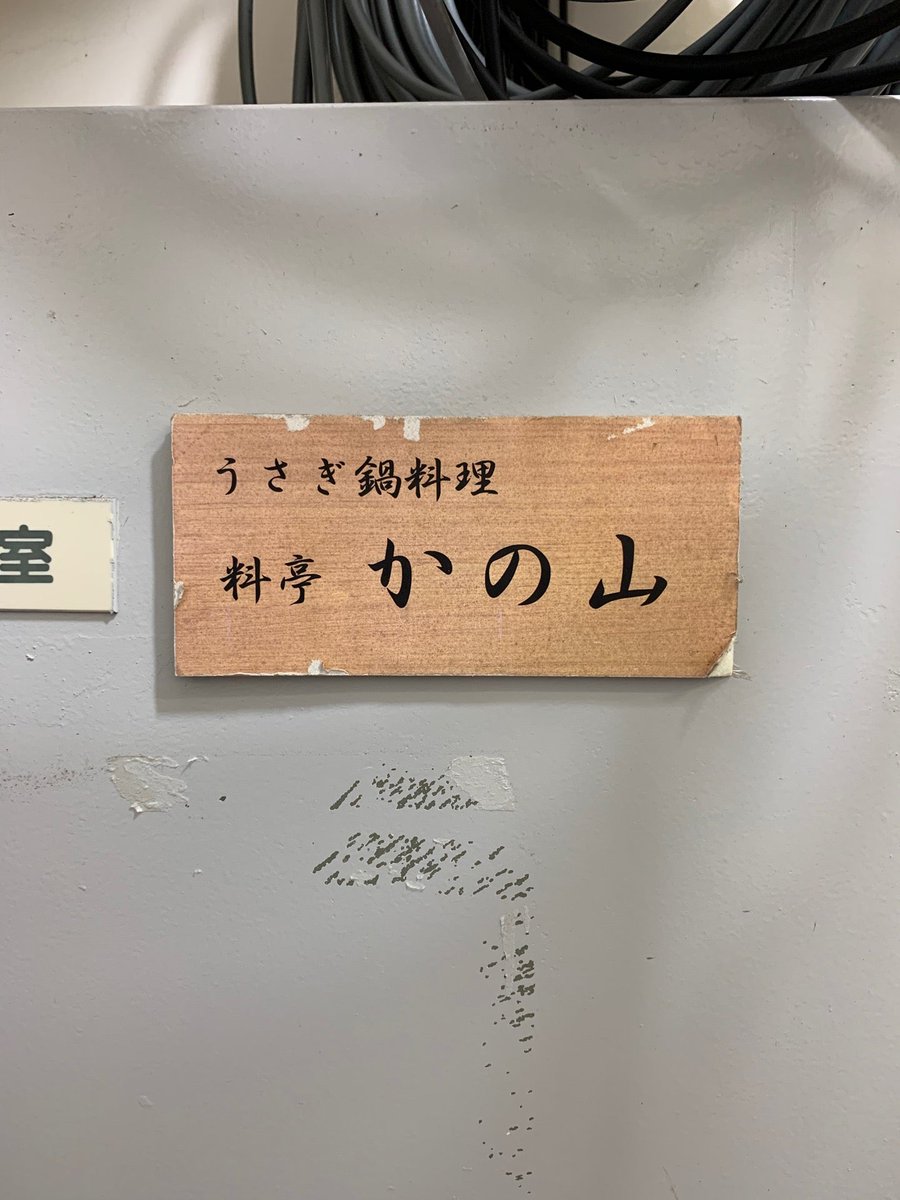 うさぎ鍋料理
料亭 かの山
室